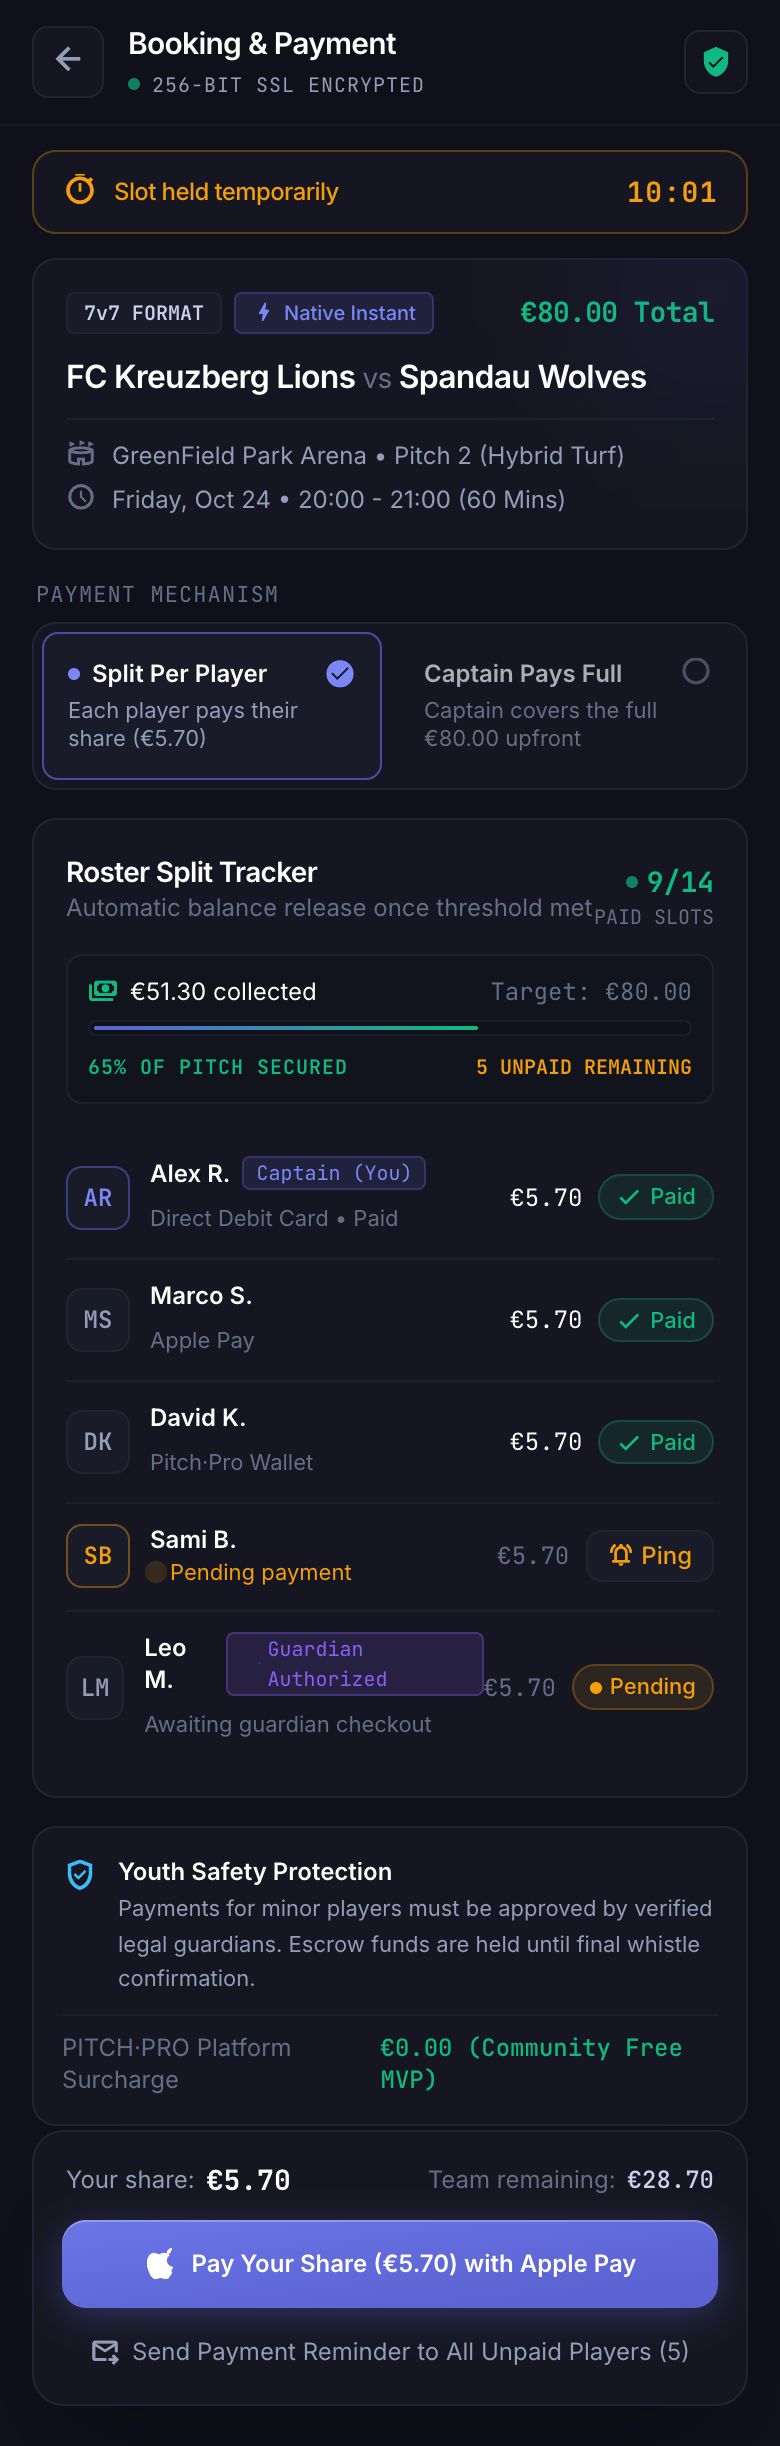 Booking & Payment
256-BIT SSL ENCRYPTED
Slot held temporarily 10:01
7v7 FORMAT Native Instant €80.00 Total
FC Kreuzberg Lions vs Spandau Wolves
GreenField Park Arena • Pitch 2 (Hybrid Turf)
Friday, Oct 24 • 20:00 - 21:00 (60 Mins)
PAYMENT MECHANISM
Split Per Player
Each player pays their
share (€5.70)
Captain Pays Full
Captain covers the full
€80.00 upfront
Roster Split Tracker
Automatic balance release once threshold met
9/14
PAID SLOTS
€51.30 collected Target: €80.00
65% OF PITCH SECURED 5 UNPAID REMAINING
AR Alex R. Captain (You)
Direct Debit Card • Paid
€5.70 Paid
MS Marco S.
Apple Pay
€5.70 Paid
DK David K.
Pitch·Pro Wallet
€5.70 Paid
SB Sami B.
Pending payment
€5.70 Ping
LM Leo
M.
Guardian
Authorized
Awaiting guardian checkout
€5.70 Pending
Youth Safety Protection
Payments for minor players must be approved by verified
legal guardians. Escrow funds are held until final whistle
confirmation.
PITCH·PRO Platform
Surcharge
€0.00 (Community Free
MVP)
Your share: €5.70 Team remaining: €28.70
Pay Your Share (€5.70) with Apple Pay
Send Payment Reminder to All Unpaid Players (5)